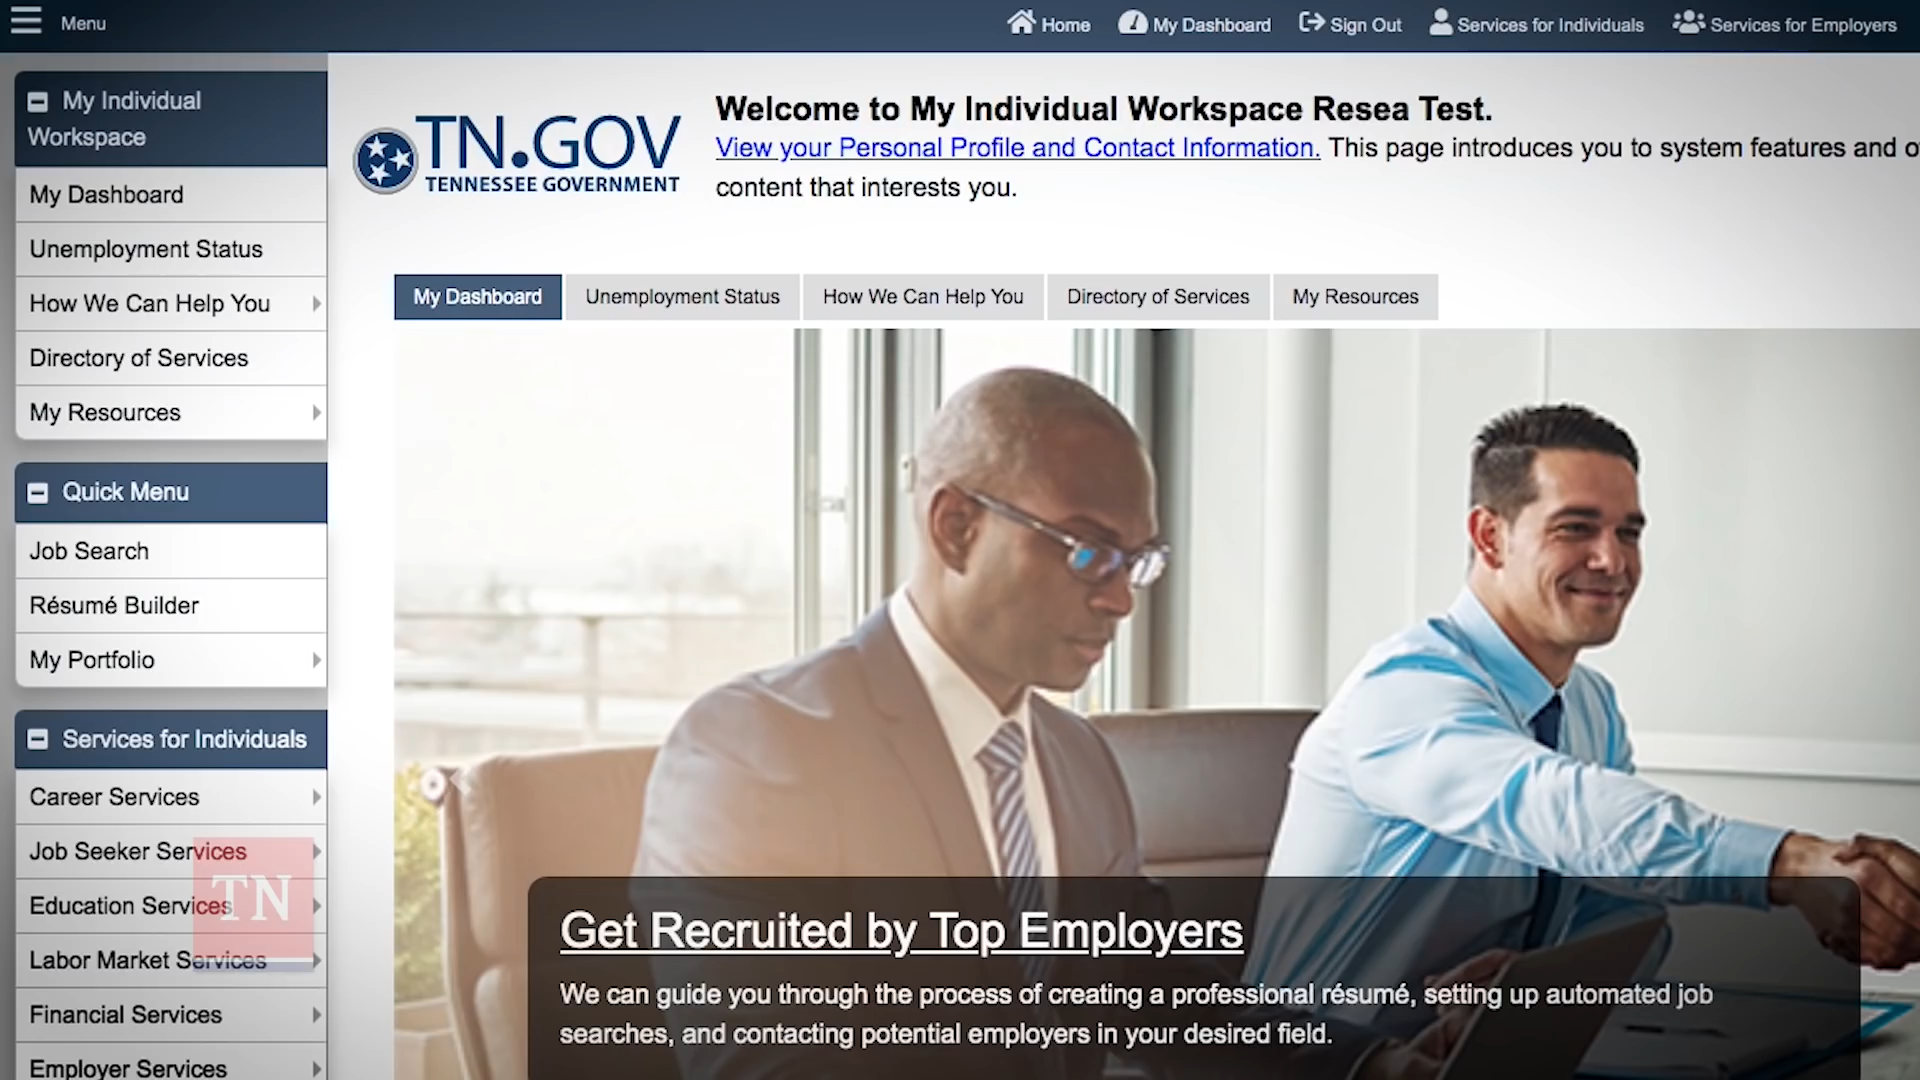 Menu
Home
My Dashboard
Sign Out
Services for Individuals
Services for Employers
My Individual
Workspace
My Dashboard
Unemployment Status
How We Can Help You
Directory of Services
My Resources
Quick Menu
Job Search
Résumé Builder
My Portfolio
Services for Individuals
Career Services
Job Seeker Services
Education Services
Labor Market Services
Financial Services
Employer Services
TN
TN.GOV
TENNESSEE GOVERNMENT
Welcome to My Individual Workspace Resea Test.
View your Personal Profile and Contact Information. This page introduces you to system features and
content that interests you.
My Dashboard
Unemployment Status
How We Can Help You
Directory of Services
My Resources
Get Recruited by Top Employers
We can guide you through the process of creating a professional résumé, setting up automated job
searches, and contacting potential employers in your desired field.